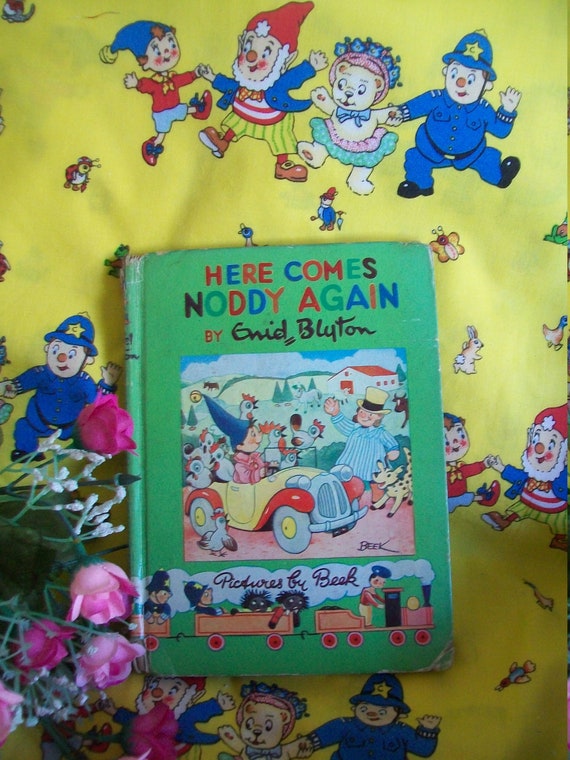 HERE COMES
NODDY AGAIN
BY Enid Blyton
BEEK
Pictures by Beek